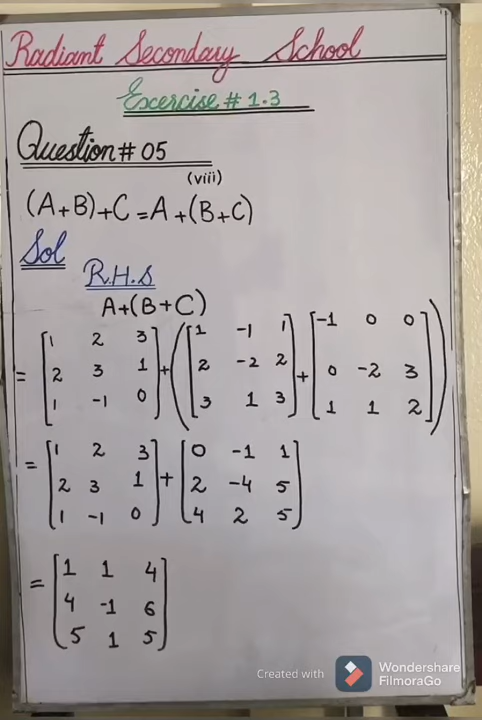 Radiant Secondary School
Excercise # 1.3
Question # 05
(viii)
(A+B)+C=A+(B+C)
Sol
R.H.S
A+(B+C)
= [1 2 3 + ([1 -1 1] + [-1 0 0])
2 3 1 2 -2 2 0 -2 3
1 -1 0] 3 1 3 1 1 2
= [1 2 3 + [0 -1 1
2 3 1 2 -4 5
1 -1 0] 4 2 5]
= [1 1 4
4 -1 6
5 1 5]
Created with Wondershare
FilmoraGo